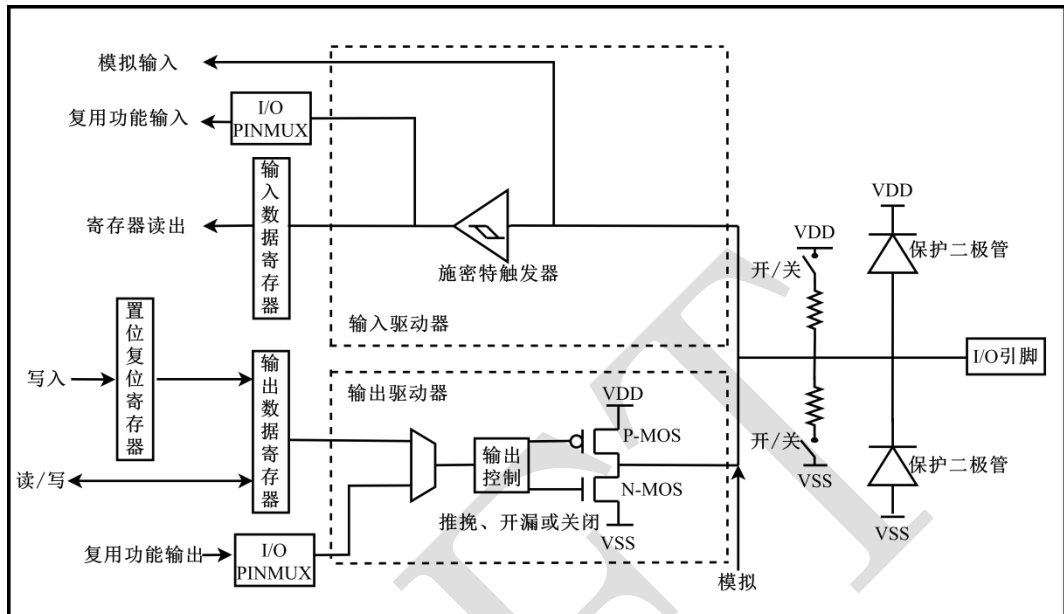 模拟输入
复用功能输入
I/O
PINMUX
输入数据寄存器
寄存器读出
施密特触发器
输入驱动器
VDD
开/关
VDD
保护二极管
I/O引脚
置位复位寄存器
写入
输出数据寄存器
读/写
输出驱动器
VDD
P-MOS
输出
控制
N-MOS
推挽、开漏或关闭
VSS
开/关
VSS
保护二极管
VSS
复用功能输出
I/O
PINMUX
模拟